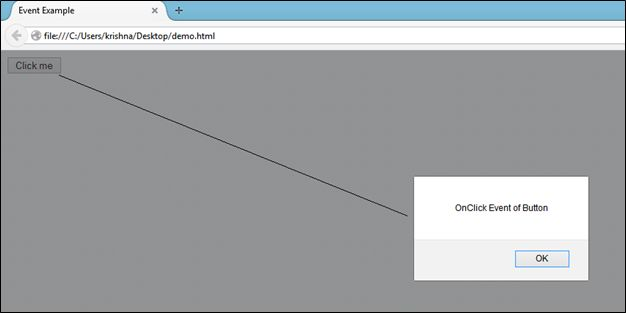 Event Example
file:///C:/Users/krishna/Desktop/demo.html
Click me
OnClick Event of Button
OK